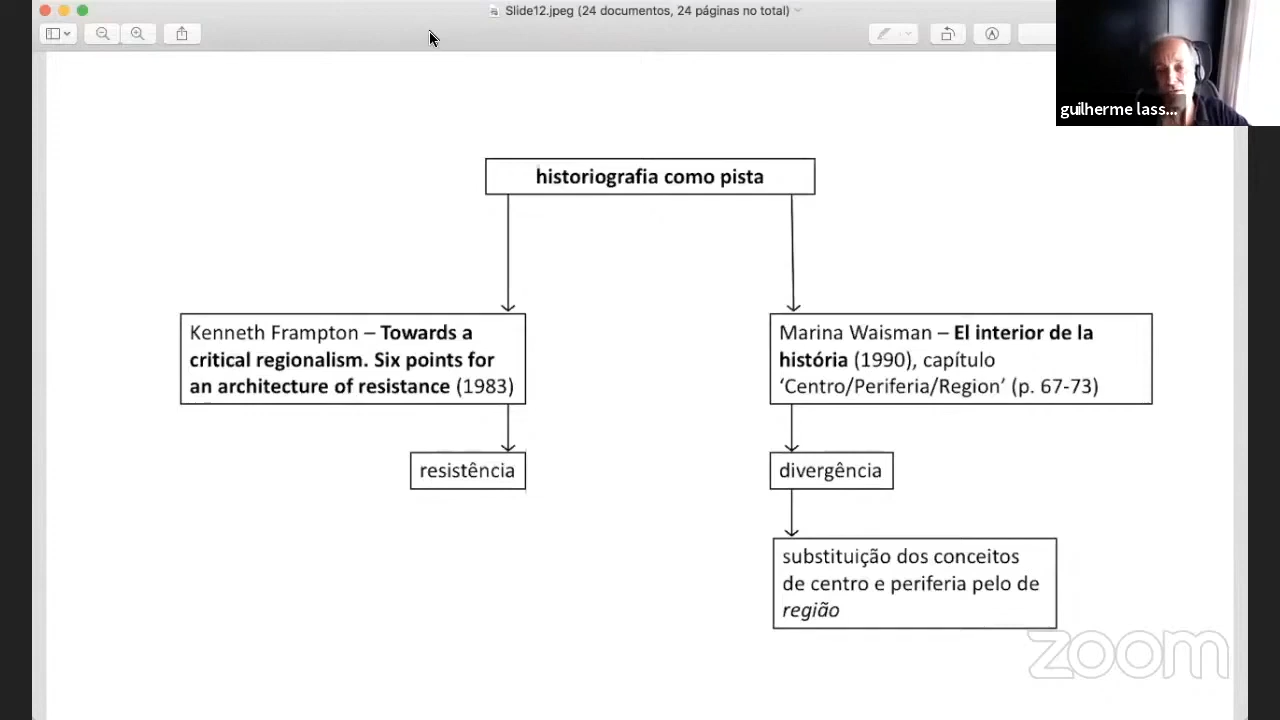 Slide12.jpeg (24 documentos, 24 páginas no total)
guilherme lass...
historiografia como pista
Kenneth Frampton – Towards a
critical regionalism. Six points for
an architecture of resistance (1983)
Marina Waisman – El interior de la
história (1990), capítulo
‘Centro/Periferia/Region’ (p. 67-73)
resistência
divergência
substituição dos conceitos
de centro e periferia pelo de
região
zoom